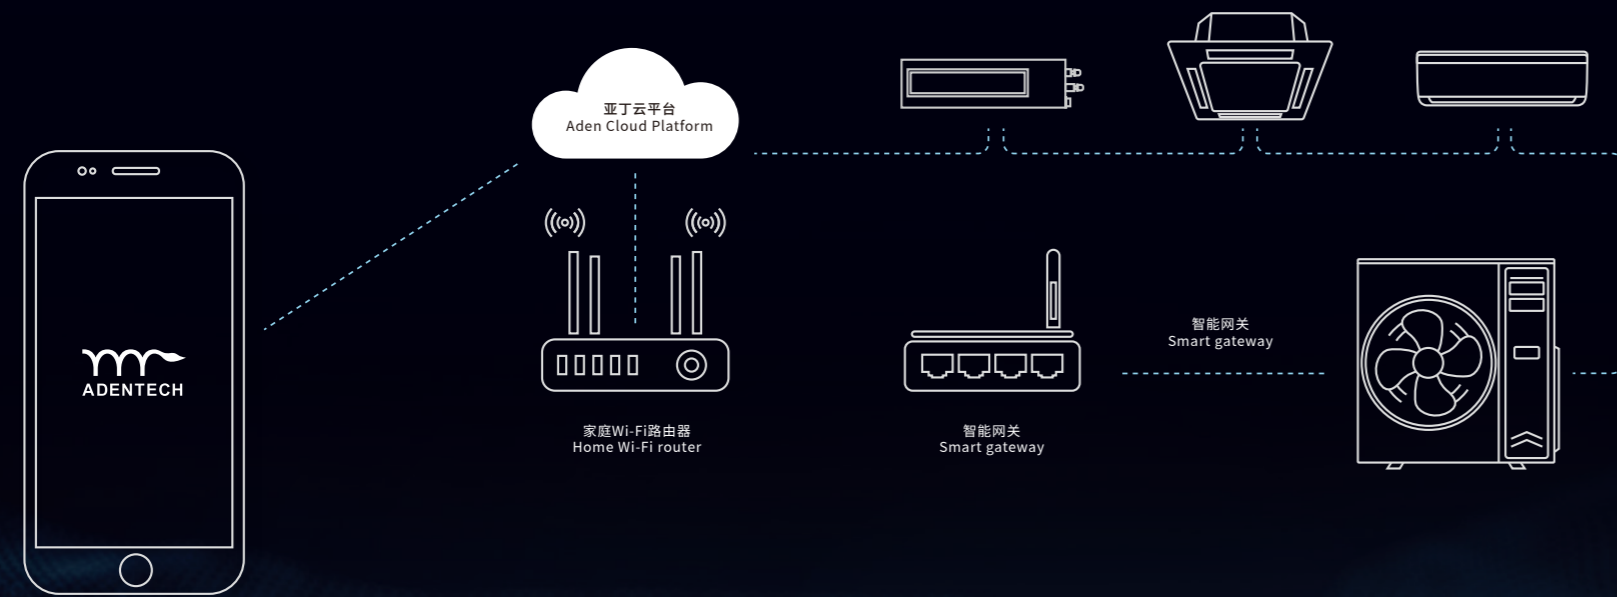 亚丁云平台
Aden Cloud Platform
ADENTECH
家庭Wi-Fi路由器
Home Wi-Fi router
智能网关
Smart gateway
智能网关
Smart gateway